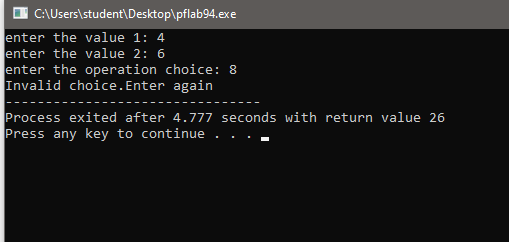 C:\Users\student\Desktop\pflab94.exe
enter the value 1: 4
enter the value 2: 6
enter the operation choice: 8
Invalid choice.Enter again
--------------------------------
Process exited after 4.777 seconds with return value 26
Press any key to continue . . .